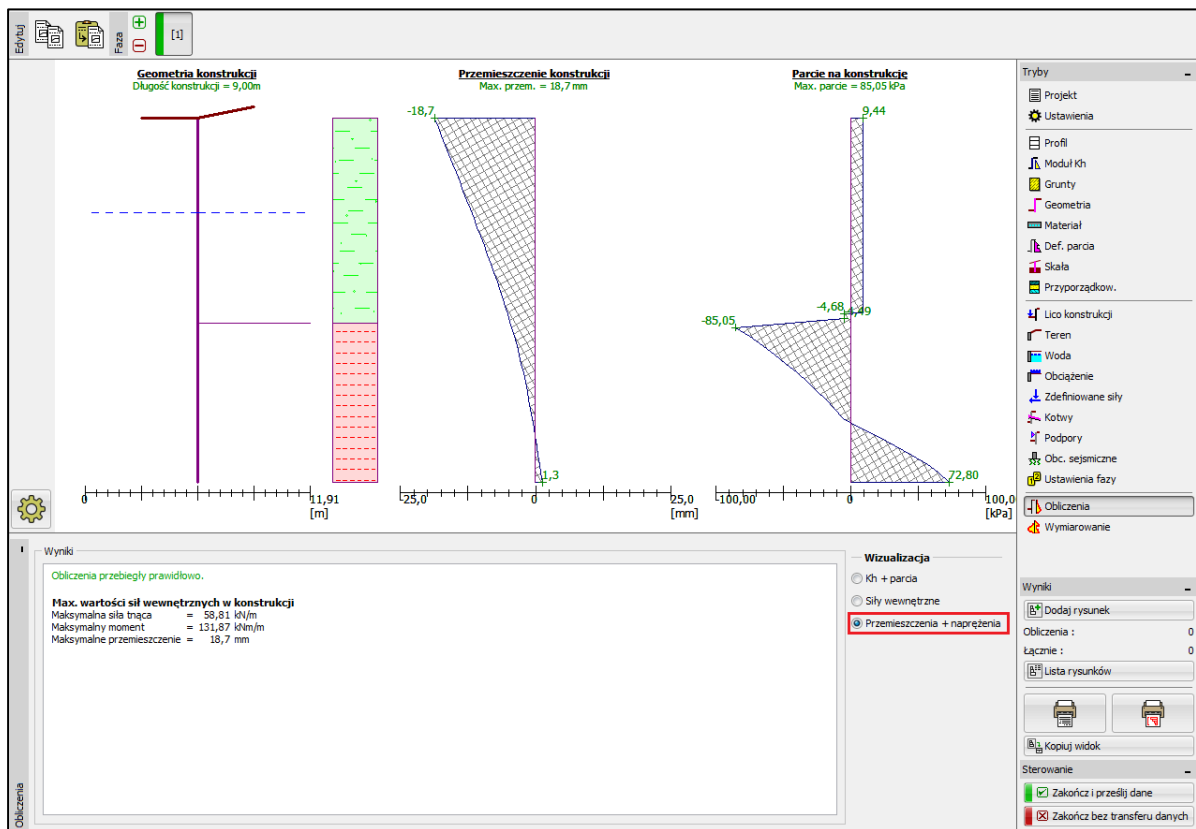 Edytuj
Faza
[1]
Geometria konstrukcji
Długość konstrukcji = 9,00m
0
11,91
[m]
Przemieszczenie konstrukcji
Max. przem. = 18,7 mm
-18,7
1,3
-25,0
0
25,0
[mm]
Parcie na konstrukcję
Max. parcie = 85,05 kPa
9,44
-4,68
4,49
-85,05
72,80
-100,00
0
100,0
[kPa]
Tryby
Projekt
Ustawienia
Profil
Moduł Kh
Grunty
Geometria
Materiał
Def. parcia
Skała
Przyporządkow.
Lico konstrukcji
Teren
Woda
Obciążenie
Zdefiniowane siły
Kotwy
Podpory
Obc. sejsmiczne
Ustawienia fazy
Obliczenia
Wymiarowanie
Obliczenia
Wyniki
Obliczenia przebiegły prawidłowo.
Max. wartości sił wewnętrznych w konstrukcji
Maksymalna siła tnąca = 58,81 kN/m
Maksymalny moment = 131,87 kNm/m
Maksymalne przemieszczenie = 18,7 mm
Wizualizacja
Kh + parcia
Siły wewnętrzne
Przemieszczenia + naprężenia
Wyniki
Dodaj rysunek
Obliczenia : 0
Łącznie : 0
Lista rysunków
Kopiuj widok
Sterowanie
Zakończ i prześlij dane
Zakończ bez transferu danych